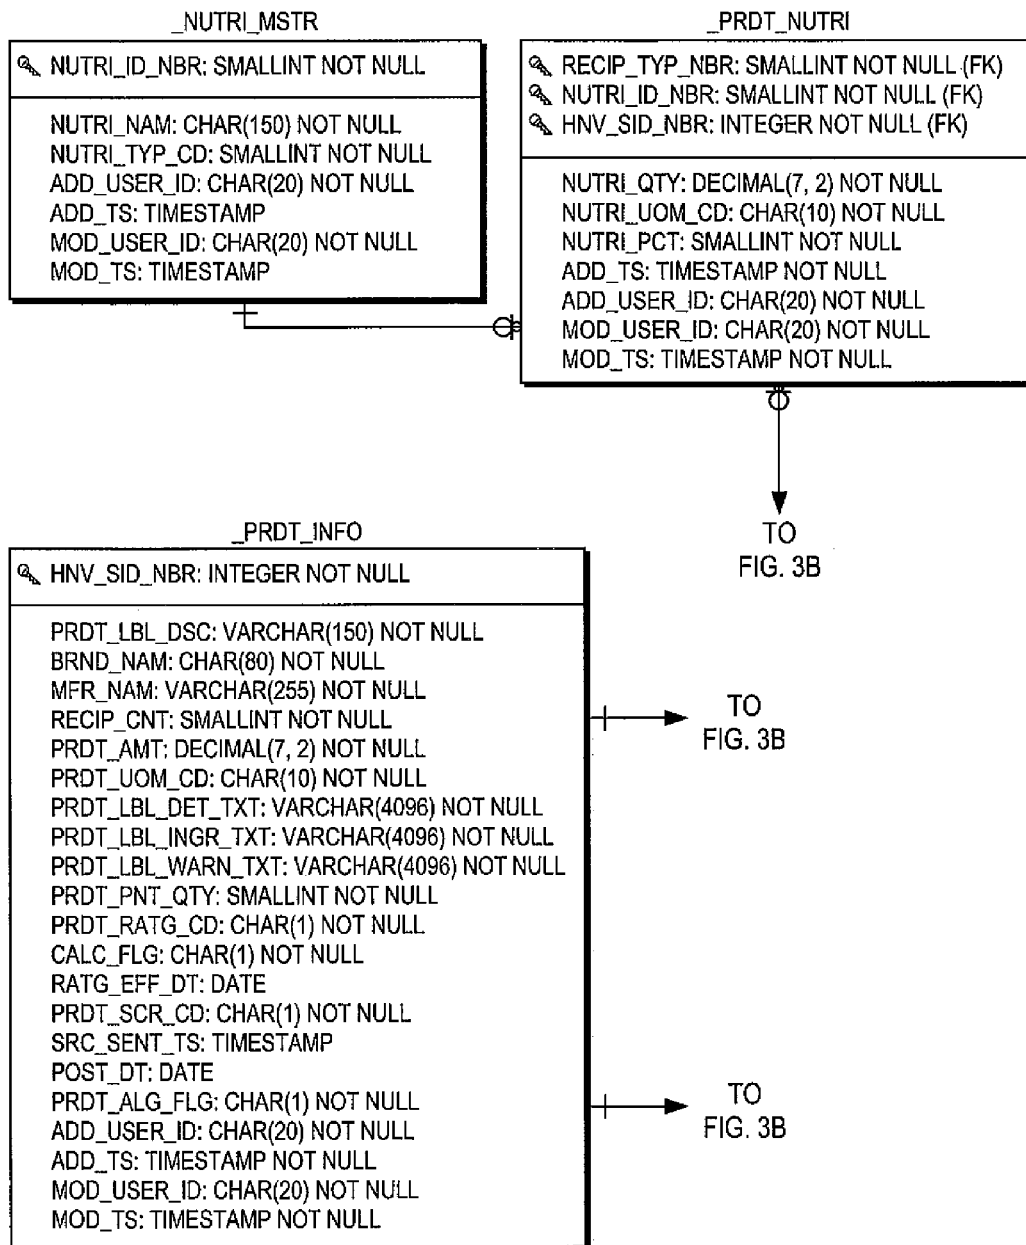 _NUTRI_MSTR
NUTRI_ID_NBR: SMALLINT NOT NULL
NUTRI_NAM: CHAR(150) NOT NULL
NUTRI_TYP_CD: SMALLINT NOT NULL
ADD_USER_ID: CHAR(20) NOT NULL
ADD_TS: TIMESTAMP
MOD_USER_ID: CHAR(20) NOT NULL
MOD_TS: TIMESTAMP
_PRDT_NUTRI
RECIP_TYP_NBR: SMALLINT NOT NULL (FK)
NUTRI_ID_NBR: SMALLINT NOT NULL (FK)
HNV_SID_NBR: INTEGER NOT NULL (FK)
NUTRI_QTY: DECIMAL(7, 2) NOT NULL
NUTRI_UOM_CD: CHAR(10) NOT NULL
NUTRI_PCT: SMALLINT NOT NULL
ADD_TS: TIMESTAMP NOT NULL
ADD_USER_ID: CHAR(20) NOT NULL
MOD_USER_ID: CHAR(20) NOT NULL
MOD_TS: TIMESTAMP NOT NULL
TO
FIG. 3B
_PRDT_INFO
HNV_SID_NBR: INTEGER NOT NULL
PRDT_LBL_DSC: VARCHAR(150) NOT NULL
BRND_NAM: CHAR(80) NOT NULL
MFR_NAM: VARCHAR(255) NOT NULL
RECIP_CNT: SMALLINT NOT NULL
PRDT_AMT: DECIMAL(7, 2) NOT NULL
PRDT_UOM_CD: CHAR(10) NOT NULL
PRDT_LBL_DET_TXT: VARCHAR(4096) NOT NULL
PRDT_LBL_INGR_TXT: VARCHAR(4096) NOT NULL
PRDT_LBL_WARN_TXT: VARCHAR(4096) NOT NULL
PRDT_PNT_QTY: SMALLINT NOT NULL
PRDT_RATG_CD: CHAR(1) NOT NULL
CALC_FLG: CHAR(1) NOT NULL
RATG_EFF_DT: DATE
PRDT_SCR_CD: CHAR(1) NOT NULL
SRC_SENT_TS: TIMESTAMP
POST_DT: DATE
PRDT_ALG_FLG: CHAR(1) NOT NULL
ADD_USER_ID: CHAR(20) NOT NULL
ADD_TS: TIMESTAMP NOT NULL
MOD_USER_ID: CHAR(20) NOT NULL
MOD_TS: TIMESTAMP NOT NULL
TO
FIG. 3B
TO
FIG. 3B